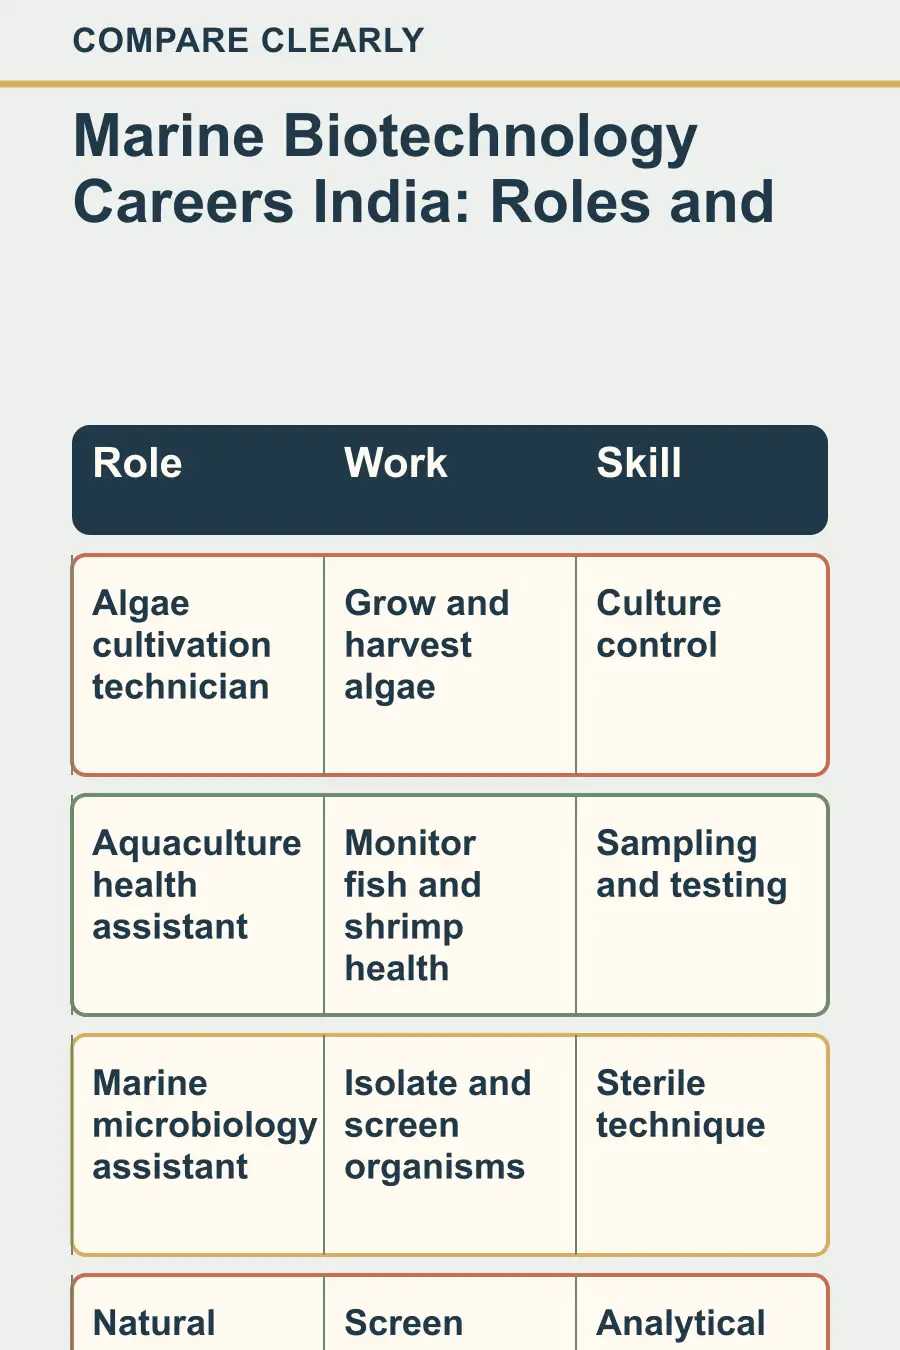 COMPARE CLEARLY
Marine Biotechnology
Careers India: Roles and
Role Work Skill
Algae
cultivation
technician
Grow and
harvest
algae
Culture
control
Aquaculture
health
assistant
Monitor
fish and
shrimp
health
Sampling
and testing
Marine
microbiology
assistant
Isolate and
screen
organisms
Sterile
technique
Natural
Screen
Analytical